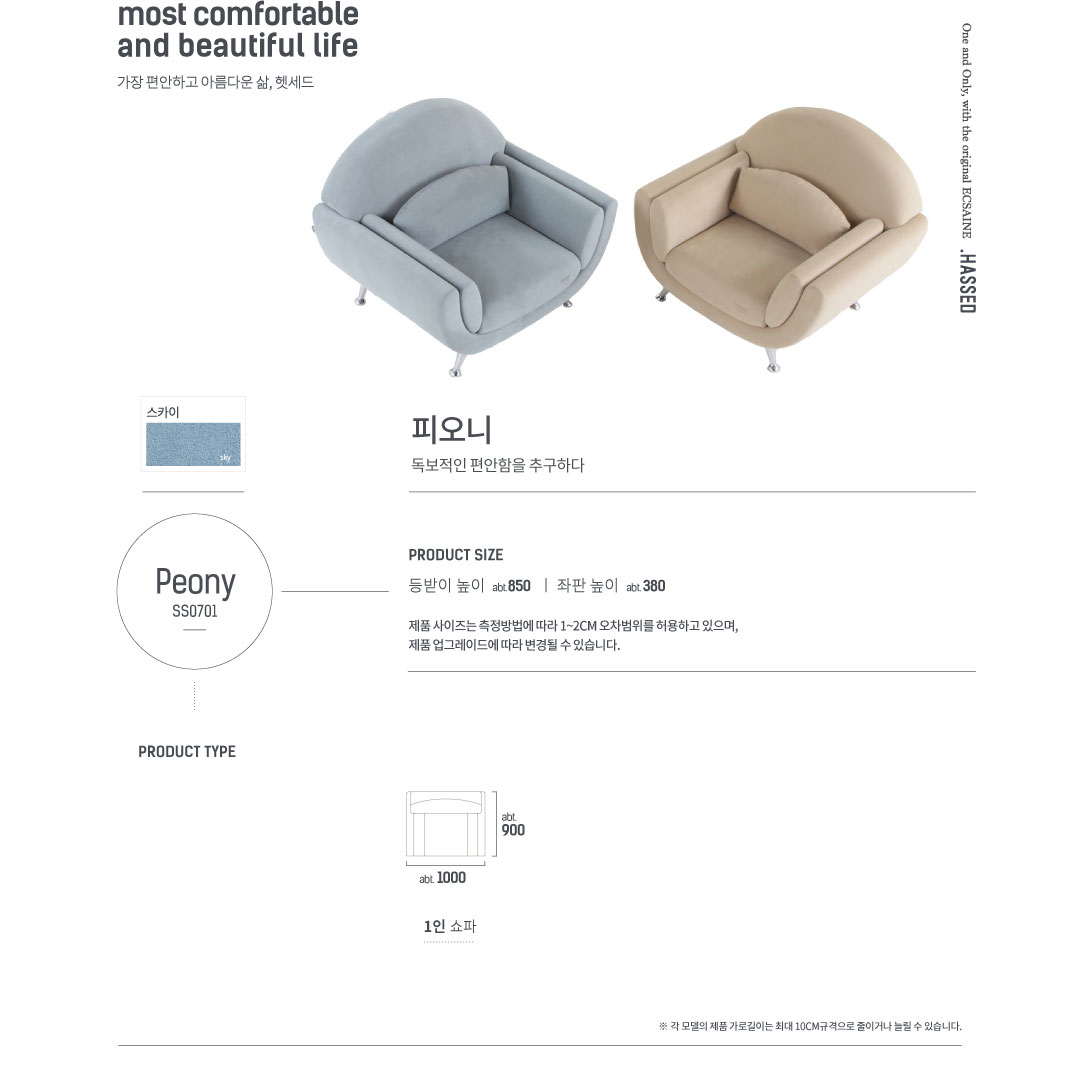 most comfortable
and beautiful life
가장 편안하고 아름다운 삶, 헷세드
One and Only, with the original ECSAINE .HASSED
스카이
sky
피오니
독보적인 편안함을 추구하다
Peony
SS0701
PRODUCT SIZE
등받이 높이 abt.850 | 좌판 높이 abt.380
제품 사이즈는 측정방법에 따라 1~2CM 오차범위를 허용하고 있으며,
제품 업그레이드에 따라 변경될 수 있습니다.
PRODUCT TYPE
abt.
900
abt. 1000
1인 쇼파
※ 각 모델의 제품 가로길이는 최대 10CM규격으로 줄이거나 늘릴 수 있습니다.